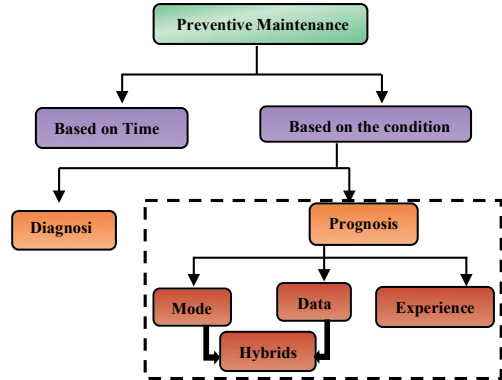 Preventive Maintenance
Based on Time
Based on the condition
Diagnosi
Prognosis
Mode
Data
Experience
Hybrids